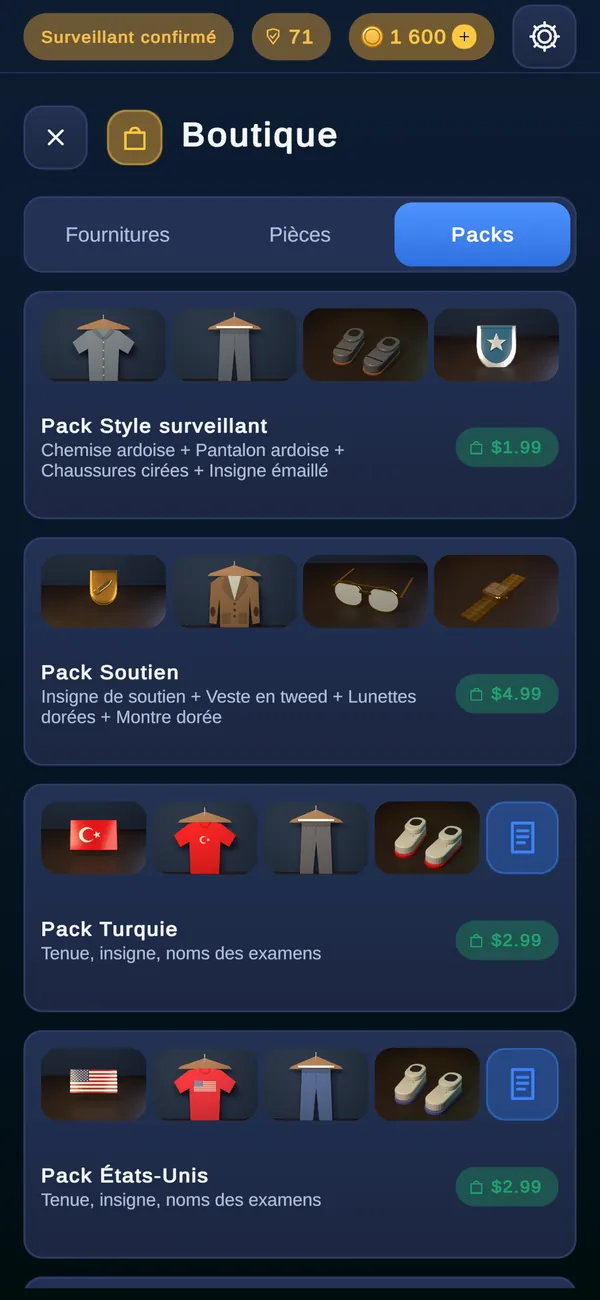 Surveillant confirmé
71
1 600 +
Boutique
Fournitures
Pièces
Packs
Pack Style surveillant
Chemise ardoise + Pantalon ardoise +
Chaussures cirées + Insigne émaillé
$1.99
Pack Soutien
Insigne de soutien + Veste en tweed + Lunettes
dorées + Montre dorée
$4.99
Pack Turquie
Tenue, insigne, noms des examens
$2.99
Pack États-Unis
Tenue, insigne, noms des examens
$2.99